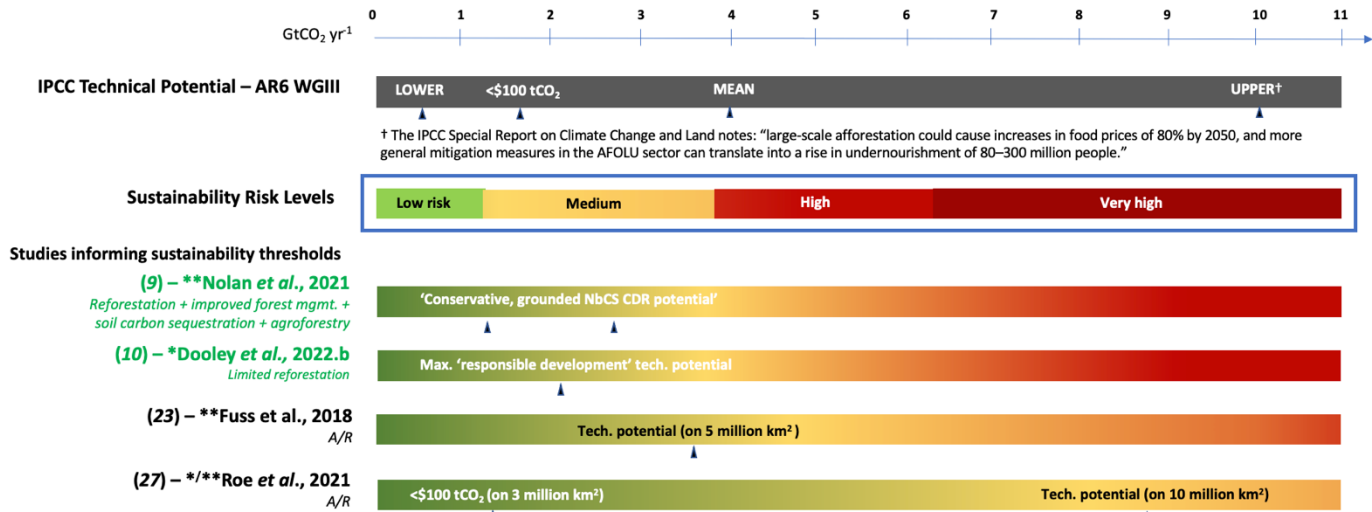 0 1 2 3 4 5 6 7 8 9 10 11
GtCO₂ yr⁻¹
IPCC Technical Potential – AR6 WGIII
LOWER <$100 tCO₂ MEAN UPPER†
† The IPCC Special Report on Climate Change and Land notes: “large-scale afforestation could cause increases in food prices of 80% by 2050, and more
general mitigation measures in the AFOLU sector can translate into a rise in undernourishment of 80–300 million people.”
Sustainability Risk Levels
Low risk Medium High Very high
Studies informing sustainability thresholds
(9) – **Nolan et al., 2021
Reforestation + improved forest mgmt. +
soil carbon sequestration + agroforestry
‘Conservative, grounded NbCS CDR potential’
(10) – *Dooley et al., 2022.b
Limited reforestation
Max. ‘responsible development’ tech. potential
(23) – **Fuss et al., 2018
A/R
Tech. potential (on 5 million km²)
(27) – */**Roe et al., 2021
A/R
<$100 tCO₂ (on 3 million km²) Tech. potential (on 10 million km²)